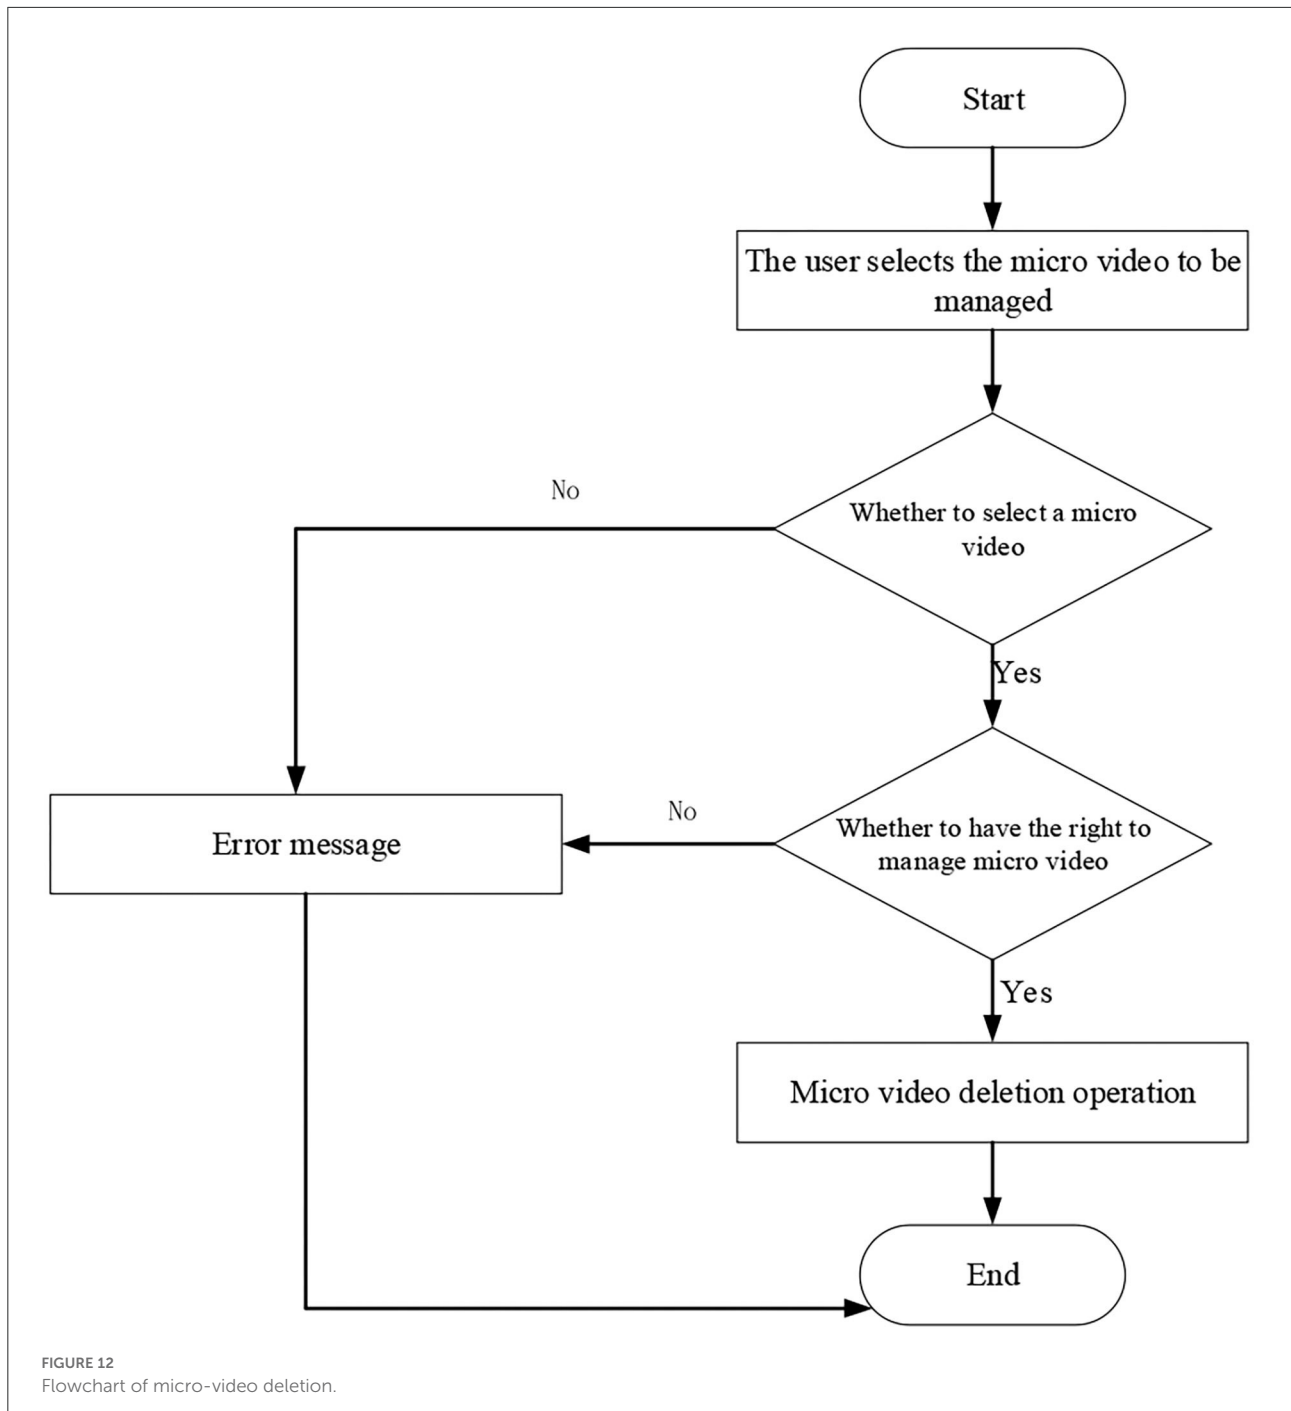 Start
The user selects the micro video to be
managed
No
Whether to select a micro
video
Yes
No
Error message
Whether to have the right to
manage micro video
Yes
Micro video deletion operation
End
FIGURE 12
Flowchart of micro-video deletion.